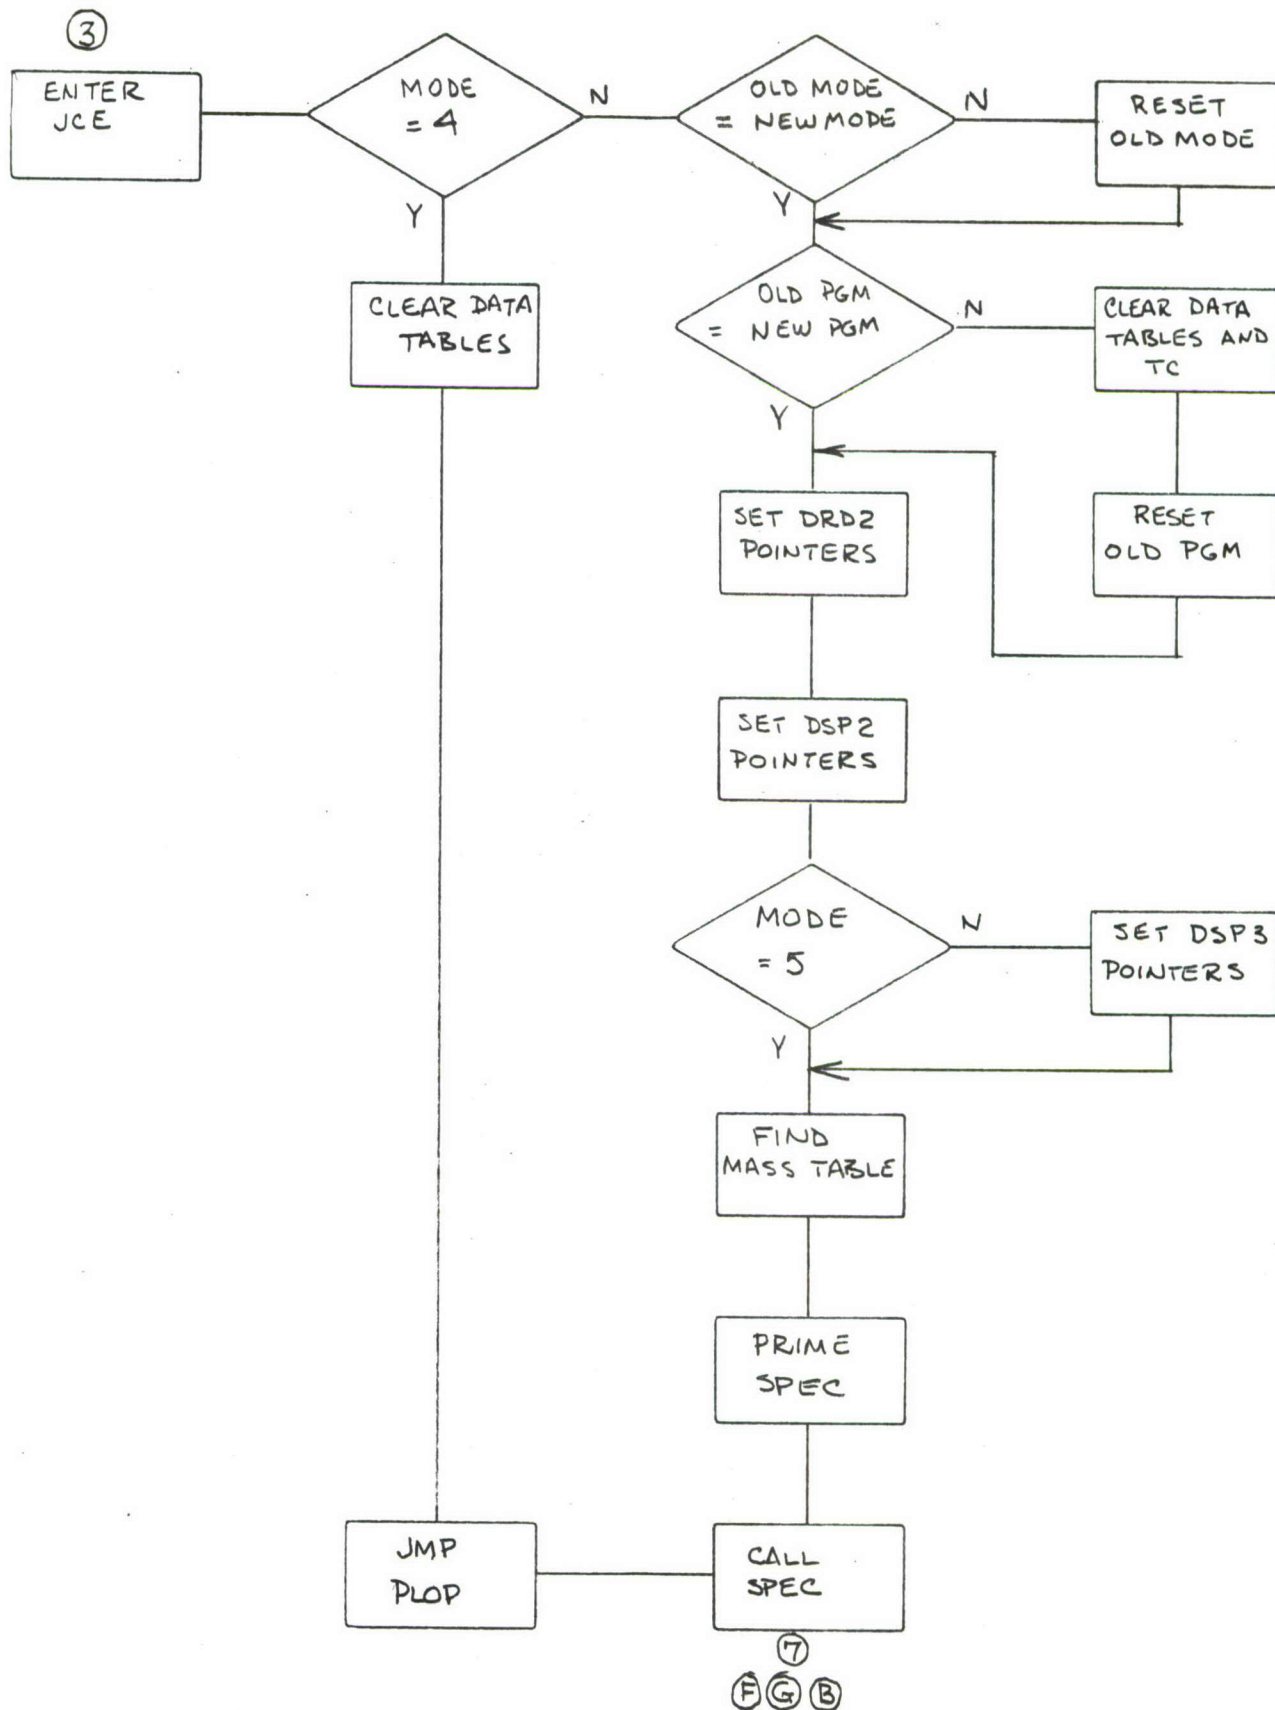 3
ENTER
JCE
MODE
= 4
N
Y
OLD MODE
= NEW MODE
N
Y
RESET
OLD MODE
CLEAR DATA
TABLES
OLD PGM
= NEW PGM
N
Y
CLEAR DATA
TABLES AND
TC
RESET
OLD PGM
SET DRD2
POINTERS
SET DSP2
POINTERS
MODE
= 5
N
Y
SET DSP3
POINTERS
FIND
MASS TABLE
PRIME
SPEC
JMP
PLOP
CALL
SPEC
7
F G B